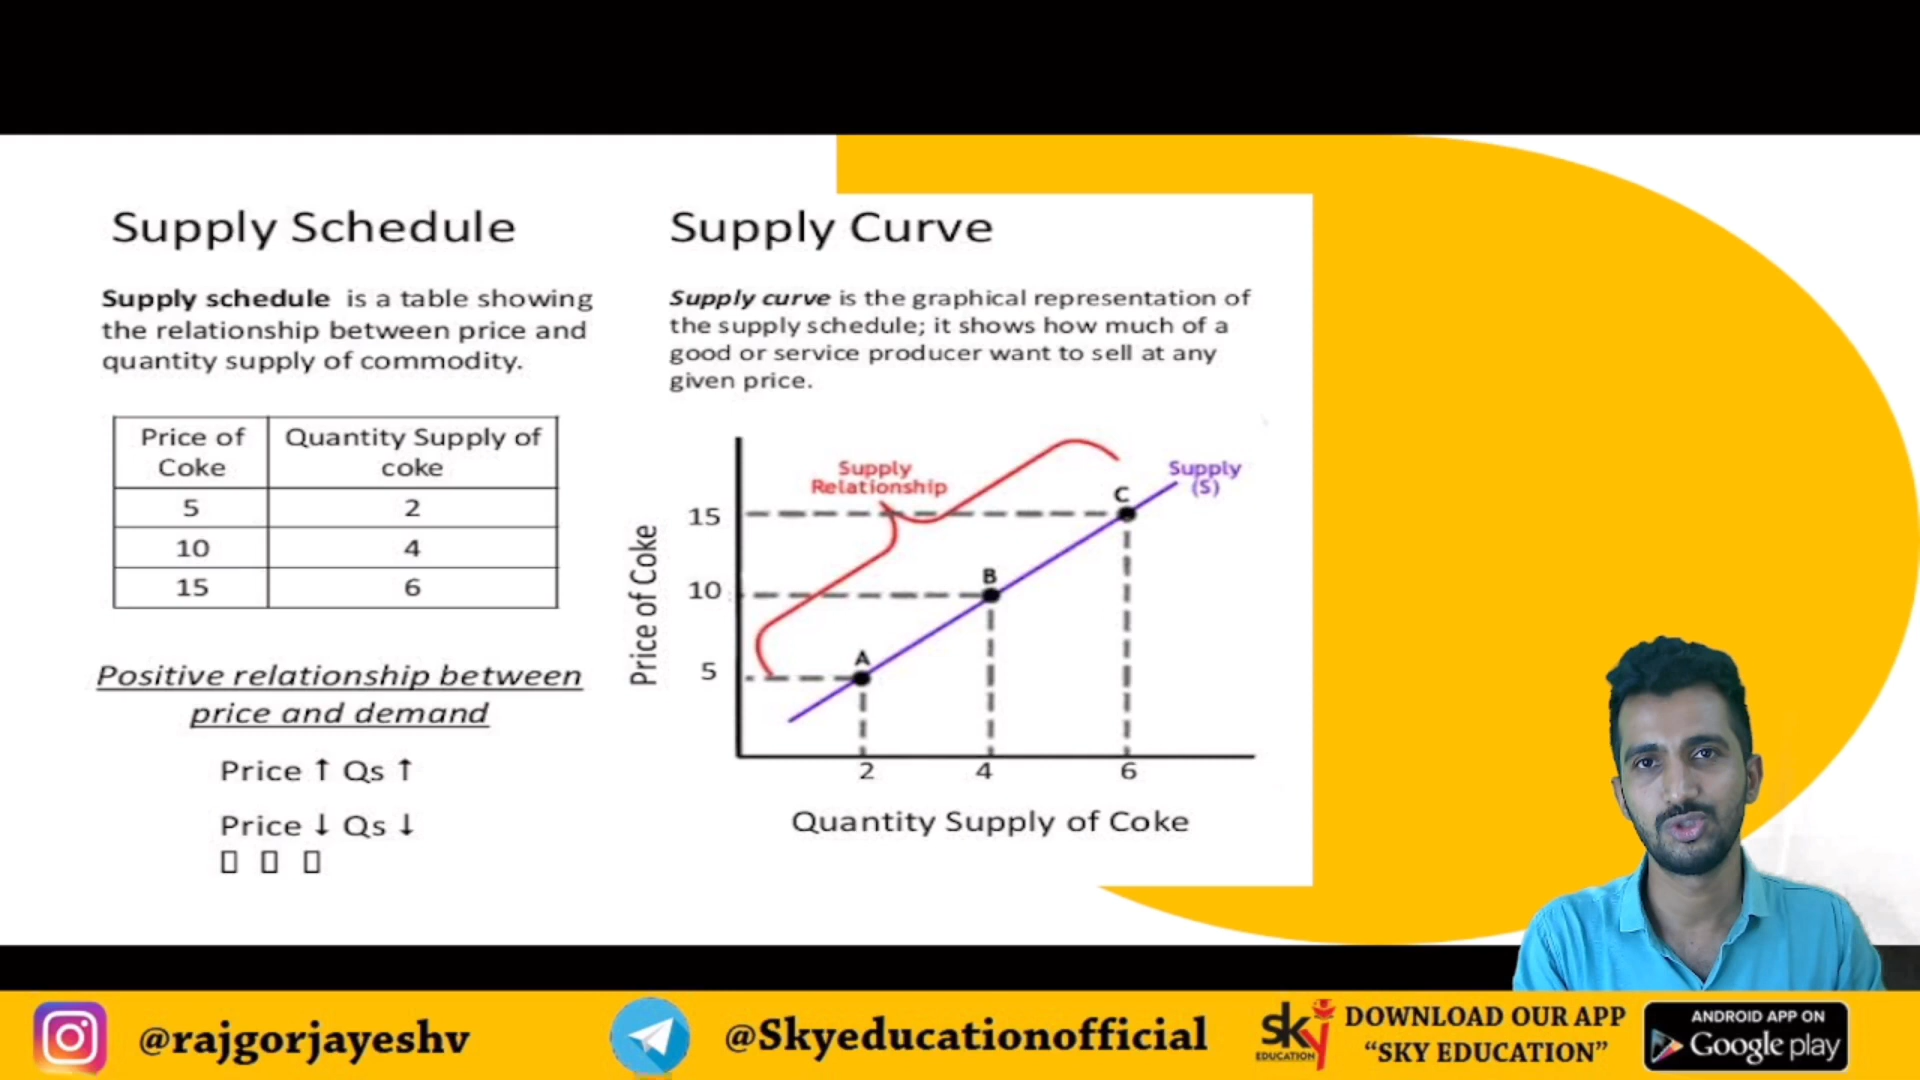 Supply Schedule
Supply schedule is a table showing
the relationship between price and
quantity supply of commodity.
Price of Coke	Quantity Supply of coke
5	2
10	4
15	6
Positive relationship between
price and demand
Price ↑ Qs ↑
Price ↓ Qs ↓
Supply Curve
Supply curve is the graphical representation of
the supply schedule; it shows how much of a
good or service producer want to sell at any
given price.
Supply
Relationship
Supply
(S)
C
15
B
10
A
5
Price of Coke
2 4 6
Quantity Supply of Coke
@rajgorjayeshv
@Skyeducationofficial
sky
EDUCATION
DOWNLOAD OUR APP
“SKY EDUCATION”
ANDROID APP ON
Google play